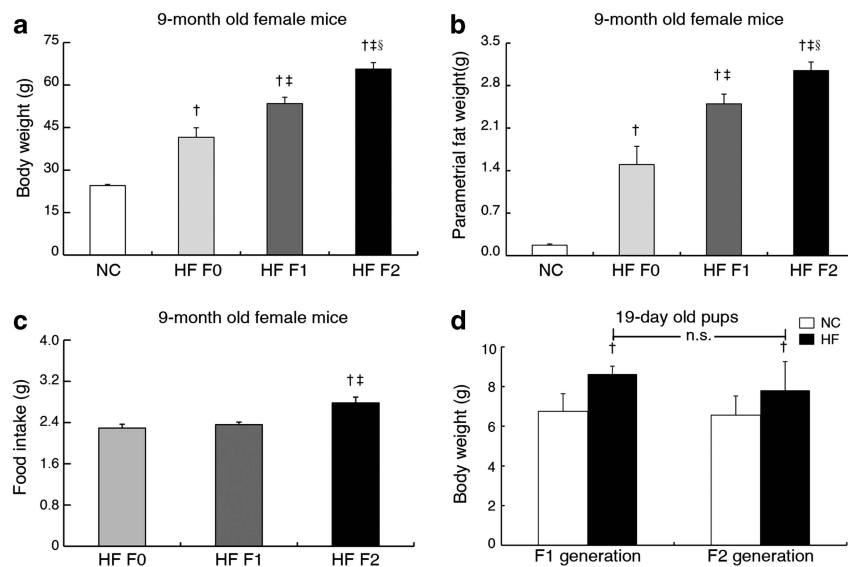 a
9-month old female mice
Body weight (g)
75
60
45
30
15
0
†
†‡
†‡§
NC
HF F0
HF F1
HF F2
b
9-month old female mice
Parametrial fat weight(g)
3.5
2.8
2.1
1.4
0.7
0.0
†
†‡
†‡§
NC
HF F0
HF F1
HF F2
c
9-month old female mice
Food intake (g)
4.0
3.2
2.4
1.6
0.8
0
†‡
HF F0
HF F1
HF F2
d
19-day old pups
NC
HF
n.s.
†
†
Body weight (g)
10
8
6
4
2
0
F1 generation
F2 generation